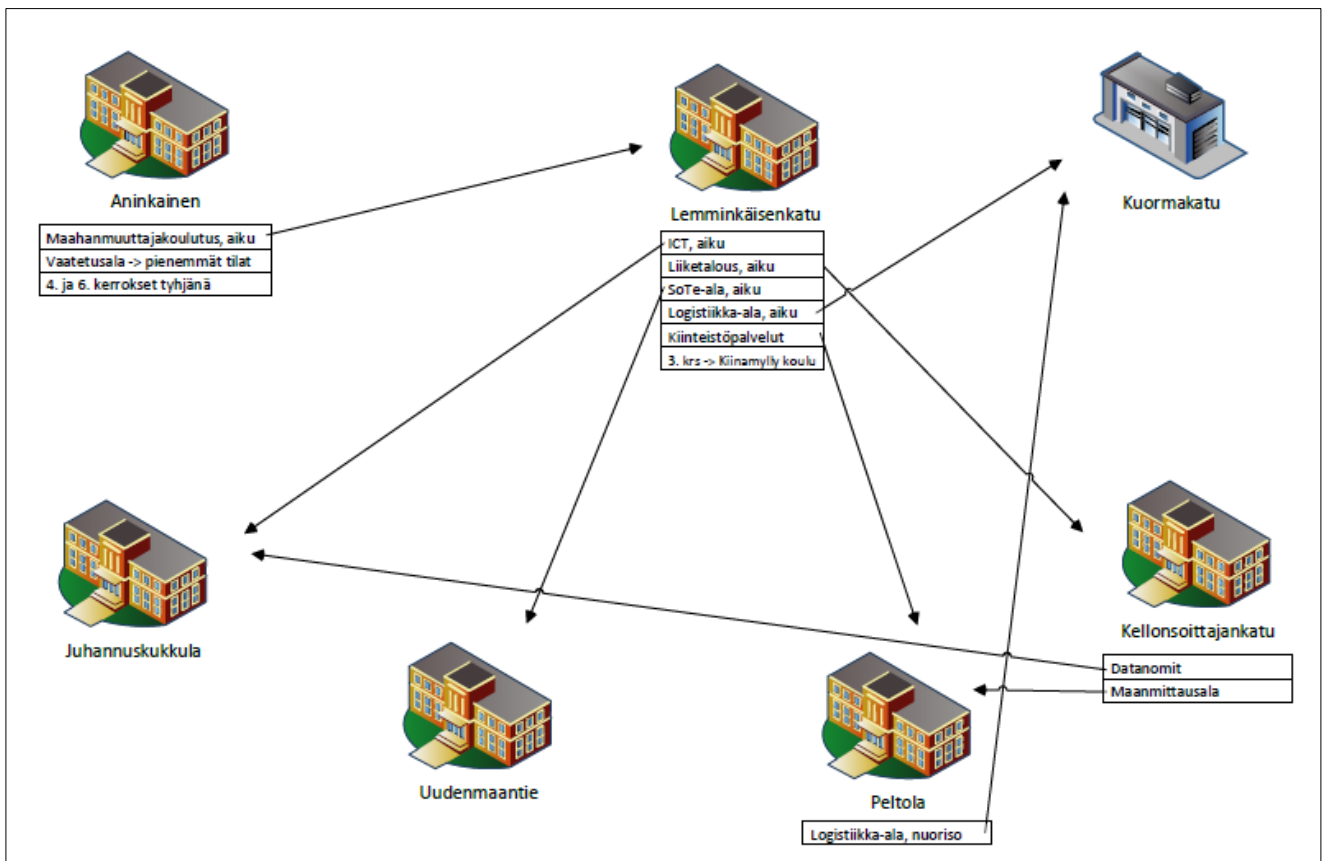 Aninkainen
Maahanmuuttajakoulutus, aiku
Vaatetusala -> pienemmät tilat
4. ja 6. kerrokset tyhjänä
Lemminkäisenkatu
ICT, aiku
Liiketalous, aiku
SoTe-ala, aiku
Logistiikka-ala, aiku
Kiinteistöpalvelut
3. krs -> Kiinamylly koulu
Kuormakatu
Juhannuskukkula
Uudenmaantie
Peltola
Logistiikka-ala, nuoriso
Kellonsoittajankatu
Datanomit
Maanmittausala